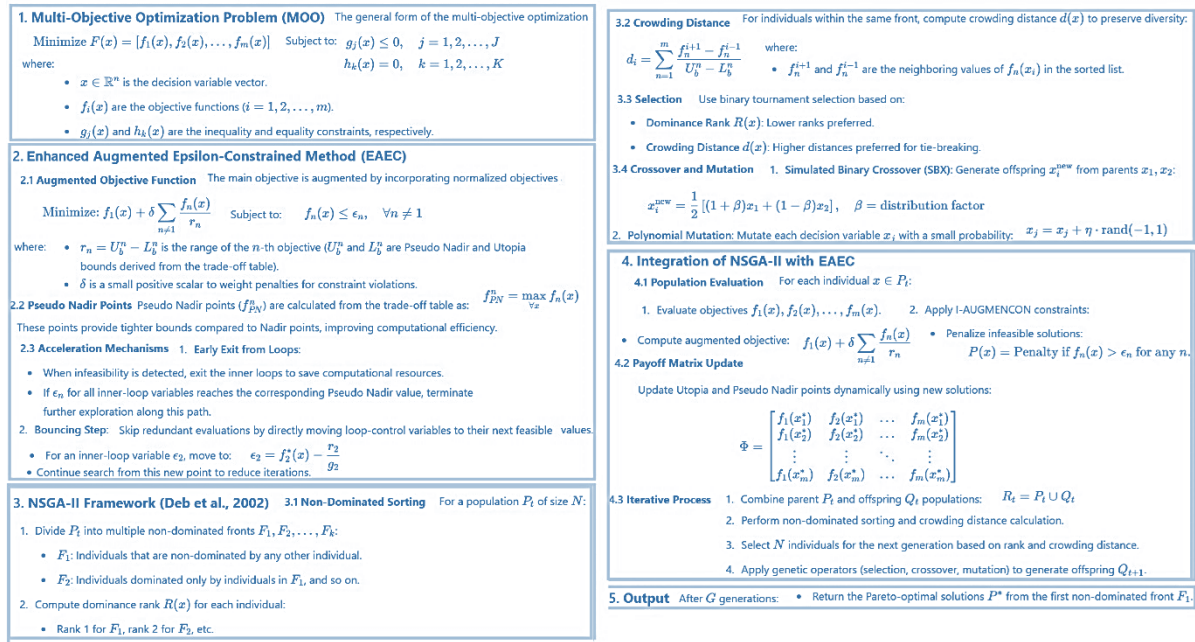 1. Multi-Objective Optimization Problem (MOO) The general form of the multi-objective optimization
Minimize F(x) = [f₁(x), f₂(x), . . . , fₘ(x)] Subject to: gⱼ(x) ≤ 0, j = 1, 2, . . . , J
where: hₖ(x) = 0, k = 1, 2, . . . , K
• x ∈ ℝⁿ is the decision variable vector.
• fᵢ(x) are the objective functions (i = 1, 2, . . . , m).
• gⱼ(x) and hₖ(x) are the inequality and equality constraints, respectively.
2. Enhanced Augmented Epsilon-Constrained Method (EAEC)
2.1 Augmented Objective Function The main objective is augmented by incorporating normalized objectives
Minimize: f₁(x) + δ ∑_{n≠1} fₙ(x)/rₙ Subject to: fₙ(x) ≤ ϵₙ, ∀n ≠ 1
where: • rₙ = U_b^n − L_b^n is the range of the n-th objective (U_b^n and L_b^n are Pseudo Nadir and Utopia
bounds derived from the trade-off table).
• δ is a small positive scalar to weight penalties for constraint violations.
2.2 Pseudo Nadir Points Pseudo Nadir points (f_{PN}^n) are calculated from the trade-off table as: f_{PN}^n = max_{∀x} fₙ(x)
These points provide tighter bounds compared to Nadir points, improving computational efficiency.
2.3 Acceleration Mechanisms 1. Early Exit from Loops:
• When infeasibility is detected, exit the inner loops to save computational resources.
• If ϵₙ for all inner-loop variables reaches the corresponding Pseudo Nadir value, terminate
further exploration along this path.
2. Bouncing Step: Skip redundant evaluations by directly moving loop-control variables to their next feasible values.
• For an inner-loop variable ϵ₂, move to: ϵ₂ = f₂*(x) − r₂/g₂
• Continue search from this new point to reduce iterations.
3. NSGA-II Framework (Deb et al., 2002) 3.1 Non-Dominated Sorting For a population Pₜ of size N:
1. Divide Pₜ into multiple non-dominated fronts F₁, F₂, . . . , Fₖ:
• F₁: Individuals that are non-dominated by any other individual.
• F₂: Individuals dominated only by individuals in F₁, and so on.
2. Compute dominance rank R(x) for each individual:
• Rank 1 for F₁, rank 2 for F₂, etc.
3.2 Crowding Distance For individuals within the same front, compute crowding distance d(x) to preserve diversity:
dᵢ = ∑_{n=1}^{m} (f_n^{i+1} − f_n^{i−1})/(U_b^n − L_b^n) where:
• f_n^{i+1} and f_n^{i−1} are the neighboring values of fₙ(xᵢ) in the sorted list.
3.3 Selection Use binary tournament selection based on:
• Dominance Rank R(x): Lower ranks preferred.
• Crowding Distance d(x): Higher distances preferred for tie-breaking.
3.4 Crossover and Mutation 1. Simulated Binary Crossover (SBX): Generate offspring x_i^{new} from parents x₁, x₂:
x_i^{new} = 1/2 [(1 + β)x₁ + (1 − β)x₂], β = distribution factor
2. Polynomial Mutation: Mutate each decision variable xⱼ with a small probability: xⱼ = xⱼ + η · rand(−1, 1)
4. Integration of NSGA-II with EAEC
4.1 Population Evaluation For each individual x ∈ Pₜ:
1. Evaluate objectives f₁(x), f₂(x), . . . , fₘ(x). 2. Apply I-AUGMENCON constraints:
• Compute augmented objective: f₁(x) + δ ∑_{n≠1} fₙ(x)/rₙ • Penalize infeasible solutions:
P(x) = Penalty if fₙ(x) > ϵₙ for any n.
4.2 Payoff Matrix Update
Update Utopia and Pseudo Nadir points dynamically using new solutions:
Φ = [f₁(x₁*) f₂(x₁*) . . . fₘ(x₁*)
f₁(x₂*) f₂(x₂*) . . . fₘ(x₂*)
⋮ ⋮ ⋱ ⋮
f₁(xₘ*) f₂(xₘ*) . . . fₘ(xₘ*)]
4.3 Iterative Process 1. Combine parent Pₜ and offspring Qₜ populations: Rₜ = Pₜ ∪ Qₜ
2. Perform non-dominated sorting and crowding distance calculation.
3. Select N individuals for the next generation based on rank and crowding distance.
4. Apply genetic operators (selection, crossover, mutation) to generate offspring Qₜ₊₁.
5. Output After G generations: • Return the Pareto-optimal solutions P* from the first non-dominated front F₁.